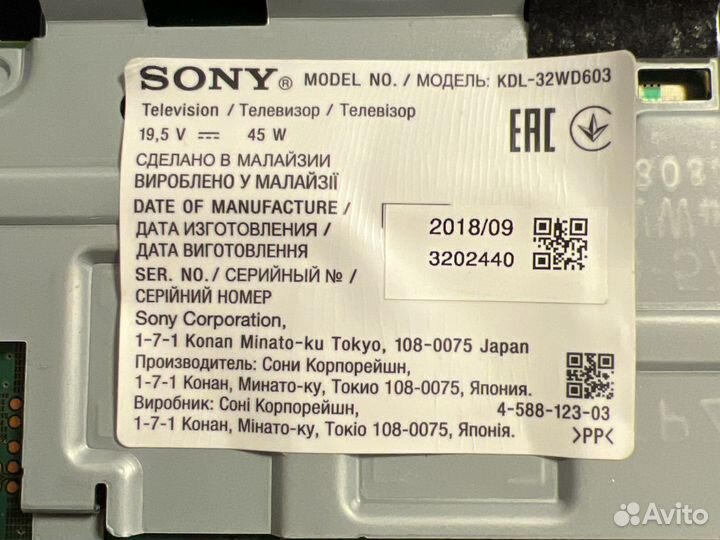 SONY® MODEL NO. / МОДЕЛЬ: KDL-32WD603
Television / Телевизор / Телевізор
19,5 V ⎓ 45 W
EAC
СДЕЛАНО В МАЛАЙЗИИ
ВИРОБЛЕНО У МАЛАЙЗІЇ
DATE OF MANUFACTURE /
ДАТА ИЗГОТОВЛЕНИЯ /
ДАТА ВИГОТОВЛЕННЯ
2018/09
SER. NO. / СЕРИЙНЫЙ № /
СЕРІЙНИЙ НОМЕР
3202440
Sony Corporation,
1-7-1 Konan Minato-ku Tokyo, 108-0075 Japan
Производитель: Сони Корпорейшн,
1-7-1 Конан, Минато-ку, Токио 108-0075, Япония.
Виробник: Соні Корпорейшн,
1-7-1 Конан, Мінато-ку, Токіо 108-0075, Японія.
4-588-123-03
>PP<
Avito